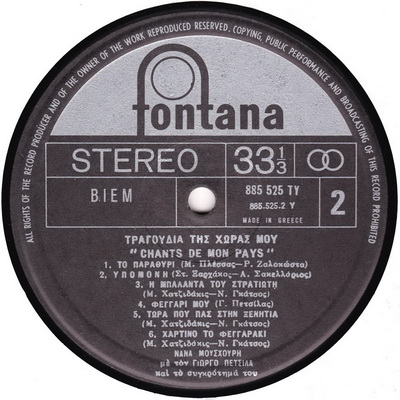 ALL RIGHTS OF THE RECORD PRODUCER AND OF THE OWNER OF THE WORK REPRODUCED RESERVED. COPYING, PUBLIC PERFORMANCE AND BROADCASTING OF THIS RECORD PROHIBITED
fontana
STEREO 33 1/3
B.I.E.M
885 525 TY
885.525.2 Y
MADE IN GREECE
2
ΤΡΑΓΟΥΔΙΑ ΤΗΣ ΧΩΡΑΣ ΜΟΥ
"CHANTS DE MON PAYS"
1. ΤΟ ΠΑΡΑΘΥΡΙ (Μ. Πλέσσας-Ρ. Ζαλοκώστα)
2. ΥΠΟΜΟΝΗ (Στ. Ξαρχάκος - Α. Σακελλάριος)
3. Η ΜΠΑΛΑΝΤΑ ΤΟΥ ΣΤΡΑΤΙΩΤΗ
(Μ. Χατζιδάκις-Ν. Γκάτσος)
4. ΦΕΓΓΑΡΙ ΜΟΥ (Γ. Πετσίλας)
5. ΤΩΡΑ ΠΟΥ ΠΑΣ ΣΤΗΝ ΞΕΝΗΤΙΑ
(Μ. Χατζιδάκις-Ν. Γκάτσος)
6. ΧΑΡΤΙΝΟ ΤΟ ΦΕΓΓΑΡΑΚΙ
(Μ. Χατζιδάκις-Ν. Γκάτσος)
ΝΑΝΑ ΜΟΥΣΧΟΥΡΗ
μὲ τὸν ΓΙΩΡΓΟ ΠΕΤΣΙΛΑ
καὶ τὸ συγκρότημά του